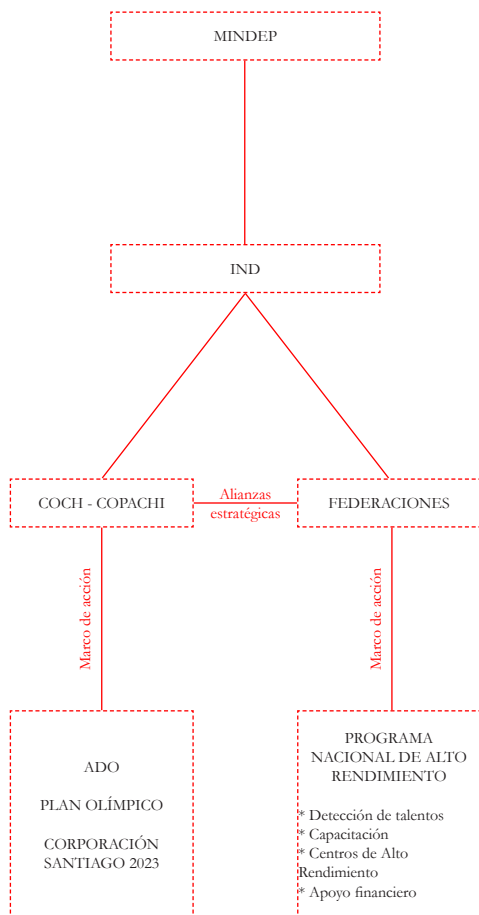 MINDEP
IND
COCH - COPACHI
Alianzas
estratégicas
FEDERACIONES
Marco de acción
Marco de acción
ADO
PLAN OLÍMPICO
CORPORACIÓN
SANTIAGO 2023
PROGRAMA
NACIONAL DE ALTO
RENDIMIENTO
* Detección de talentos
* Capacitación
* Centros de Alto
Rendimiento
* Apoyo financiero